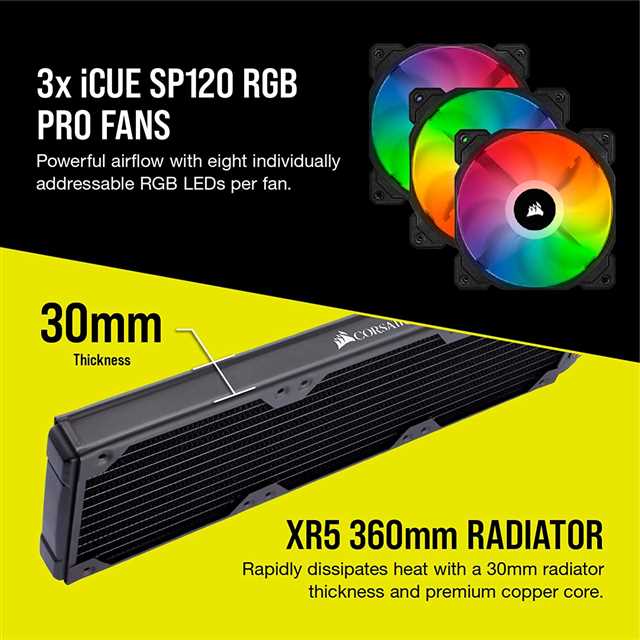 3x iCUE SP120 RGB
PRO FANS
Powerful airflow with eight individually
addressable RGB LEDs per fan.
30mm
Thickness
CORSAIR
XR5 360mm RADIATOR
Rapidly dissipates heat with a 30mm radiator
thickness and premium copper core.